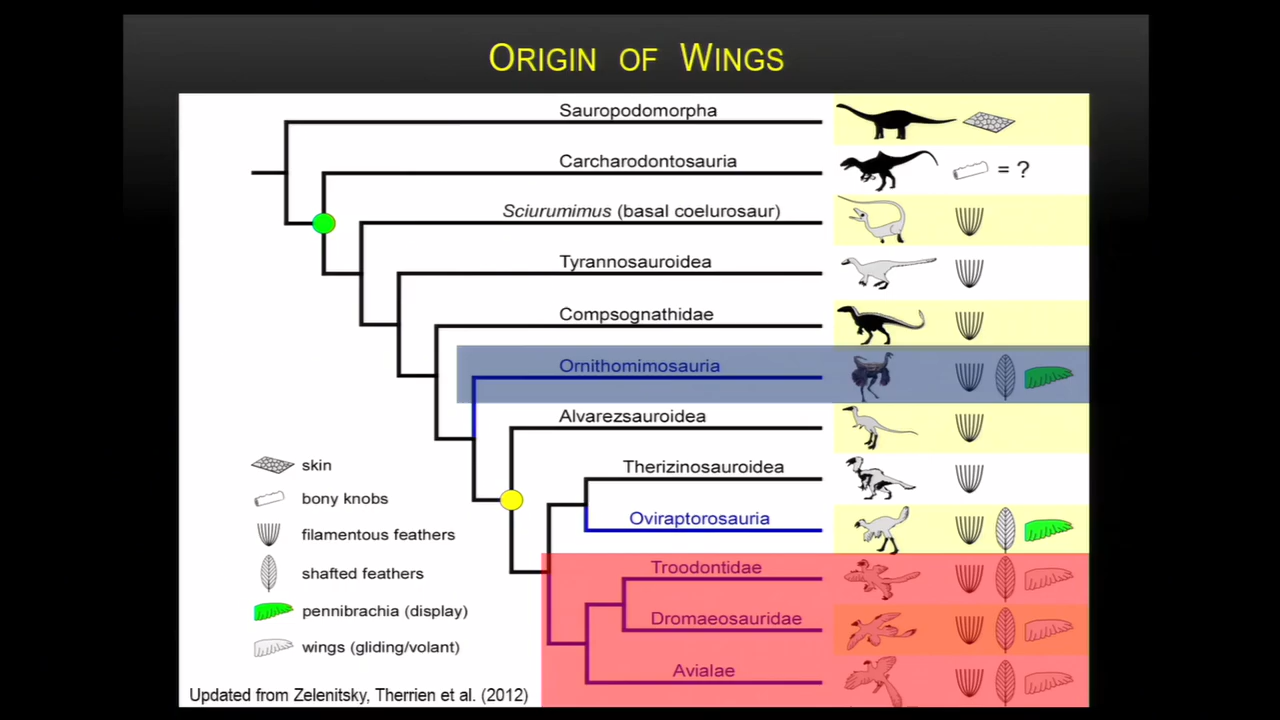 ORIGIN OF WINGS
Sauropodomorpha
Carcharodontosauria
= ?
Sciurumimus (basal coelurosaur)
Tyrannosauroidea
Compsognathidae
Ornithomimosauria
Alvarezsauroidea
Therizinosauroidea
Oviraptorosauria
Troodontidae
Dromaeosauridae
Avialae
skin
bony knobs
filamentous feathers
shafted feathers
pennibrachia (display)
wings (gliding/volant)
Updated from Zelenitsky, Therrien et al. (2012)